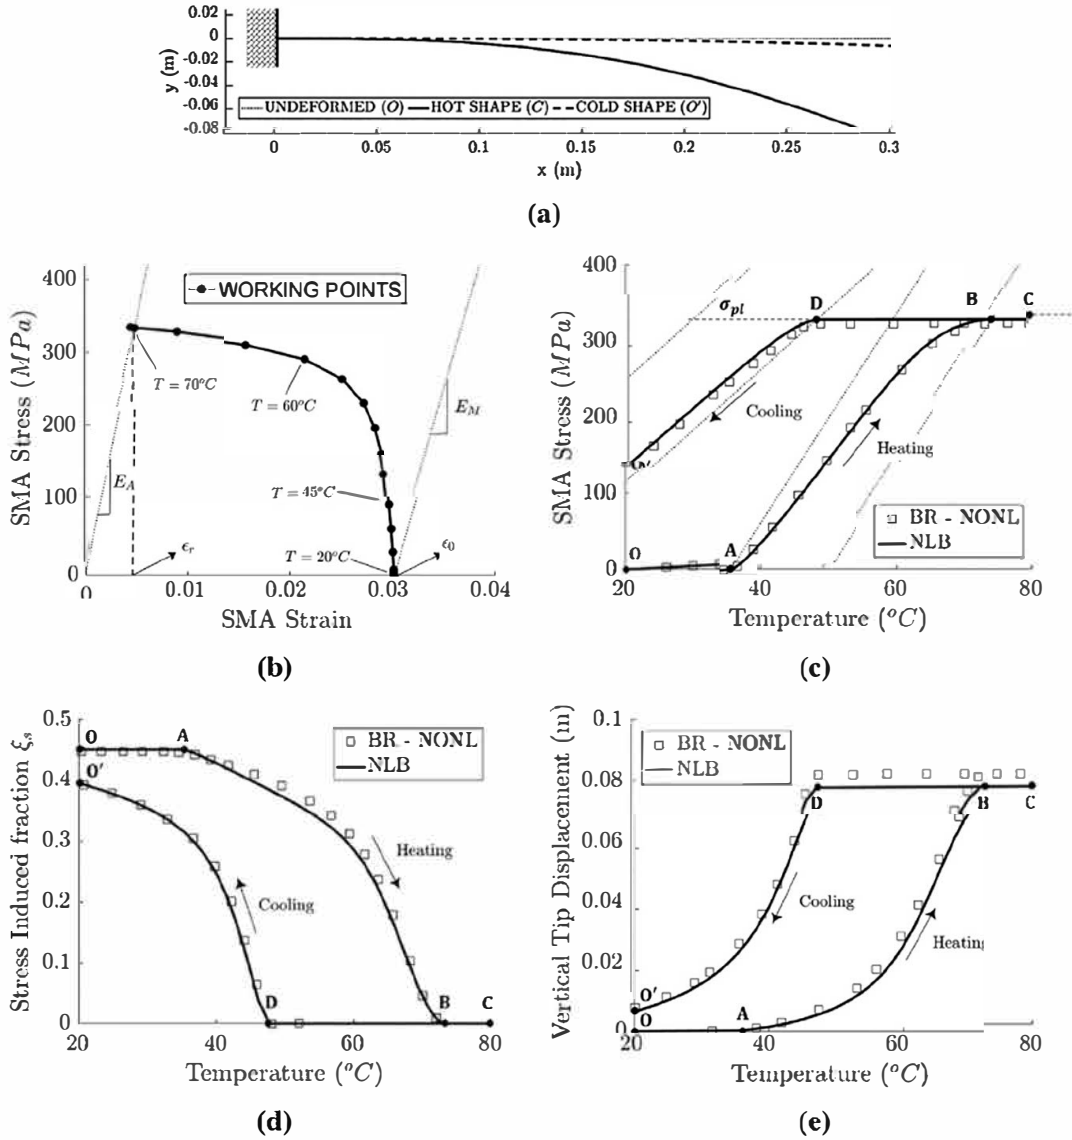 0.02
0
-0.02
-0.04
-0.06
-0.08
y (m)
UNDEFORMED (O) HOT SHAPE (C) COLD SHAPE (O')
0 0.05 0.1 0.15 0.2 0.25 0.3
x (m)
(a)
400
300
200
100
0
SMA Stress (MPa)
WORKING POINTS
T = 70°C
T = 60°C
E_M
E_A
T = 45°C
ϵ_r
T = 20°C
ϵ_0
0 0.01 0.02 0.03 0.04
SMA Strain
(b)
400
300
200
100
0
SMA Stress (MPa)
σ_pl
D
B
C
Cooling
Heating
O'
BR - NONL
NLB
O
A
20 40 60 80
Temperature (°C)
(c)
0.5
0.4
0.3
0.2
0.1
0
Stress Induced fraction ξ_s
O
A
BR - NONL
NLB
O'
Heating
Cooling
D
B
C
20 40 60 80
Temperature (°C)
(d)
0.1
0.08
0.06
0.04
0.02
0
Vertical Tip Displacement (m)
BR - NONL
NLB
D
B
C
Cooling
Heating
O'
O
A
20 40 60 80
Temperature (°C)
(e)